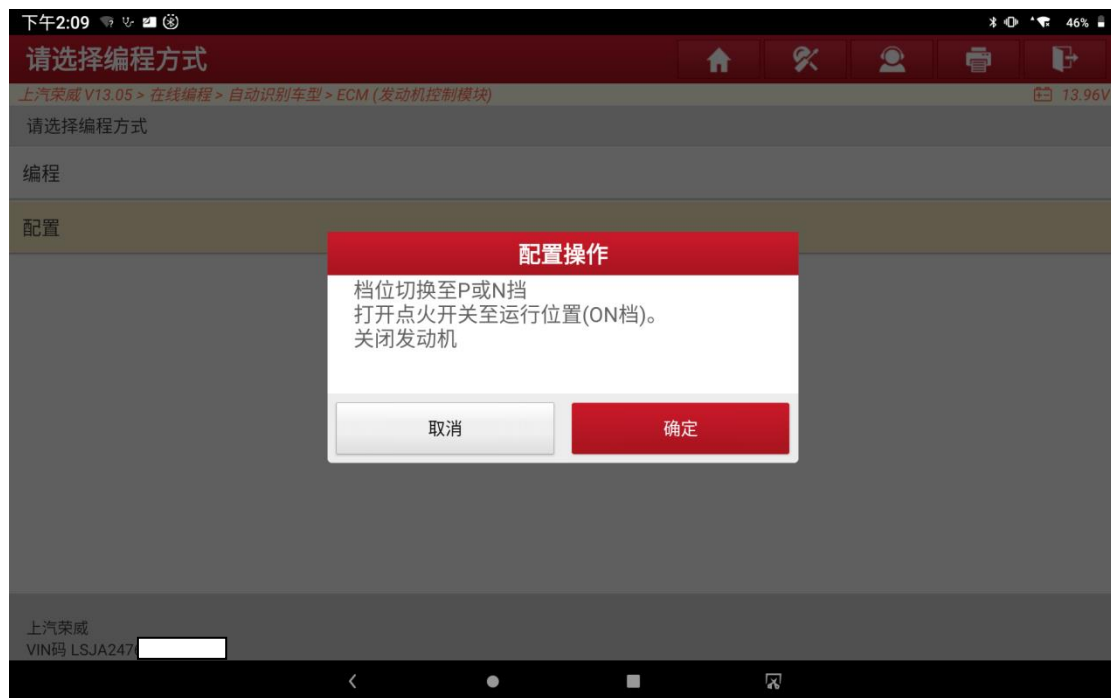 下午2:09
46%
请选择编程方式
上汽荣威 V13.05 > 在线编程 > 自动识别车型 > ECM (发动机控制模块)
13.96V
请选择编程方式
编程
配置
配置操作
档位切换至P或N挡
打开点火开关至运行位置(ON档)。
关闭发动机
取消
确定
上汽荣威
VIN码 LSJA247